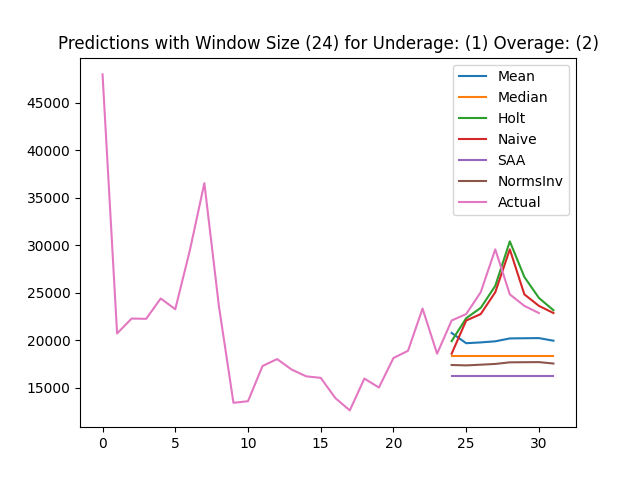 Predictions with Window Size (24) for Underage: (1) Overage: (2)
Mean
Median
Holt
Naive
SAA
NormsInv
Actual
45000
40000
35000
30000
25000
20000
15000
0 5 10 15 20 25 30